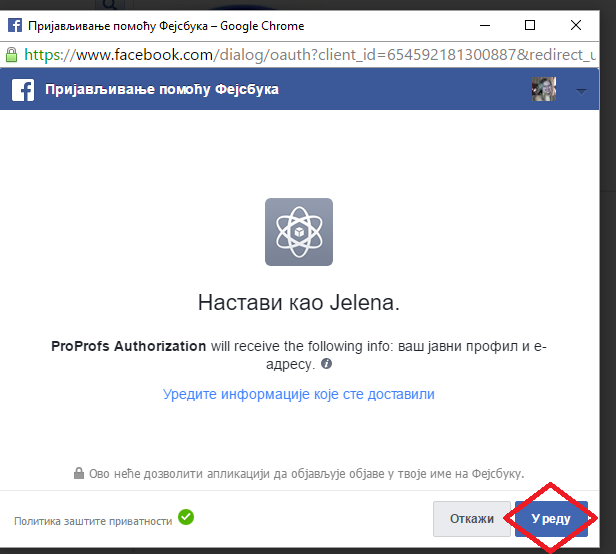 Пријављивање помоћу Фејсбука – Google Chrome
https://www.facebook.com/dialog/oauth?client_id=654592181300887&redirect_u
Пријављивање помоћу Фејсбука
Настави као Jelena.
ProProfs Authorization will receive the following info: ваш јавни профил и е-
адресу.
Уредите информације које сте доставили
Ово неће дозволити апликацији да објављује објаве у твоје име на Фејсбуку.
Политика заштите приватности
Откажи
У реду